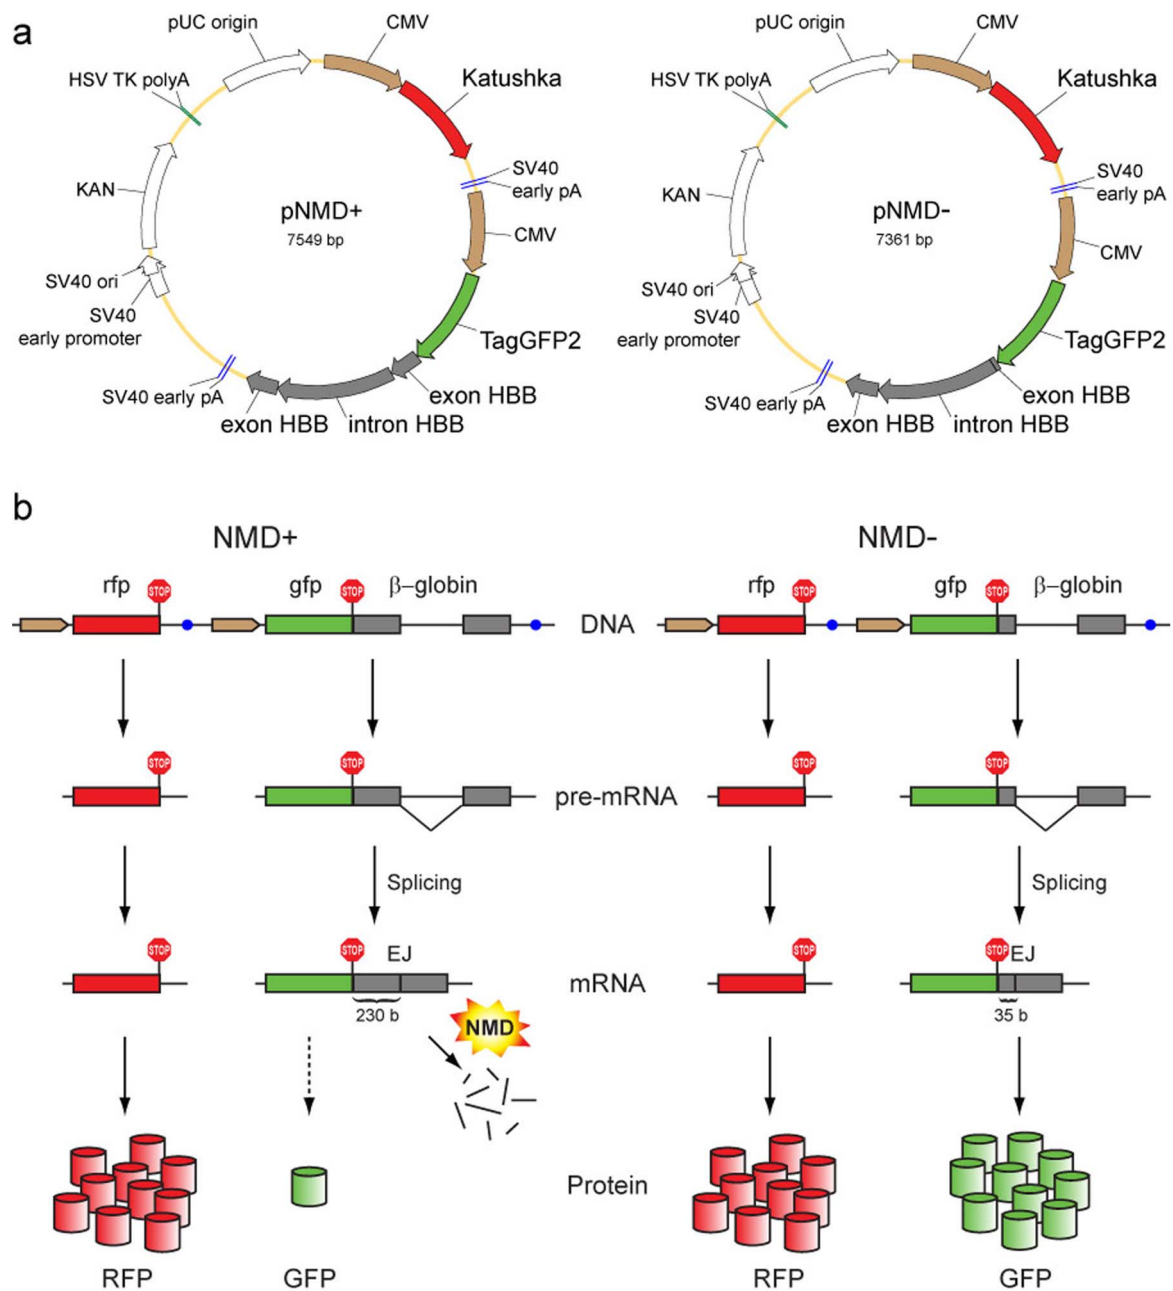 a
pUC origin
CMV
HSV TK polyA
Katushka
SV40
early pA
KAN
pNMD+
7549 bp
CMV
SV40 ori
SV40
early promoter
TagGFP2
SV40 early pA
exon HBB
exon HBB
intron HBB
pUC origin
CMV
HSV TK polyA
Katushka
SV40
early pA
KAN
pNMD-
7361 bp
CMV
SV40 ori
SV40
early promoter
TagGFP2
SV40 early pA
exon HBB
exon HBB
intron HBB
b
NMD+
NMD-
rfp
STOP
gfp
STOP
β–globin
rfp
STOP
gfp
STOP
β–globin
DNA
STOP
STOP
pre-mRNA
STOP
STOP
Splicing
Splicing
STOP
STOP
EJ
mRNA
STOP
STOP
EJ
230 b
35 b
NMD
Protein
RFP
GFP
RFP
GFP